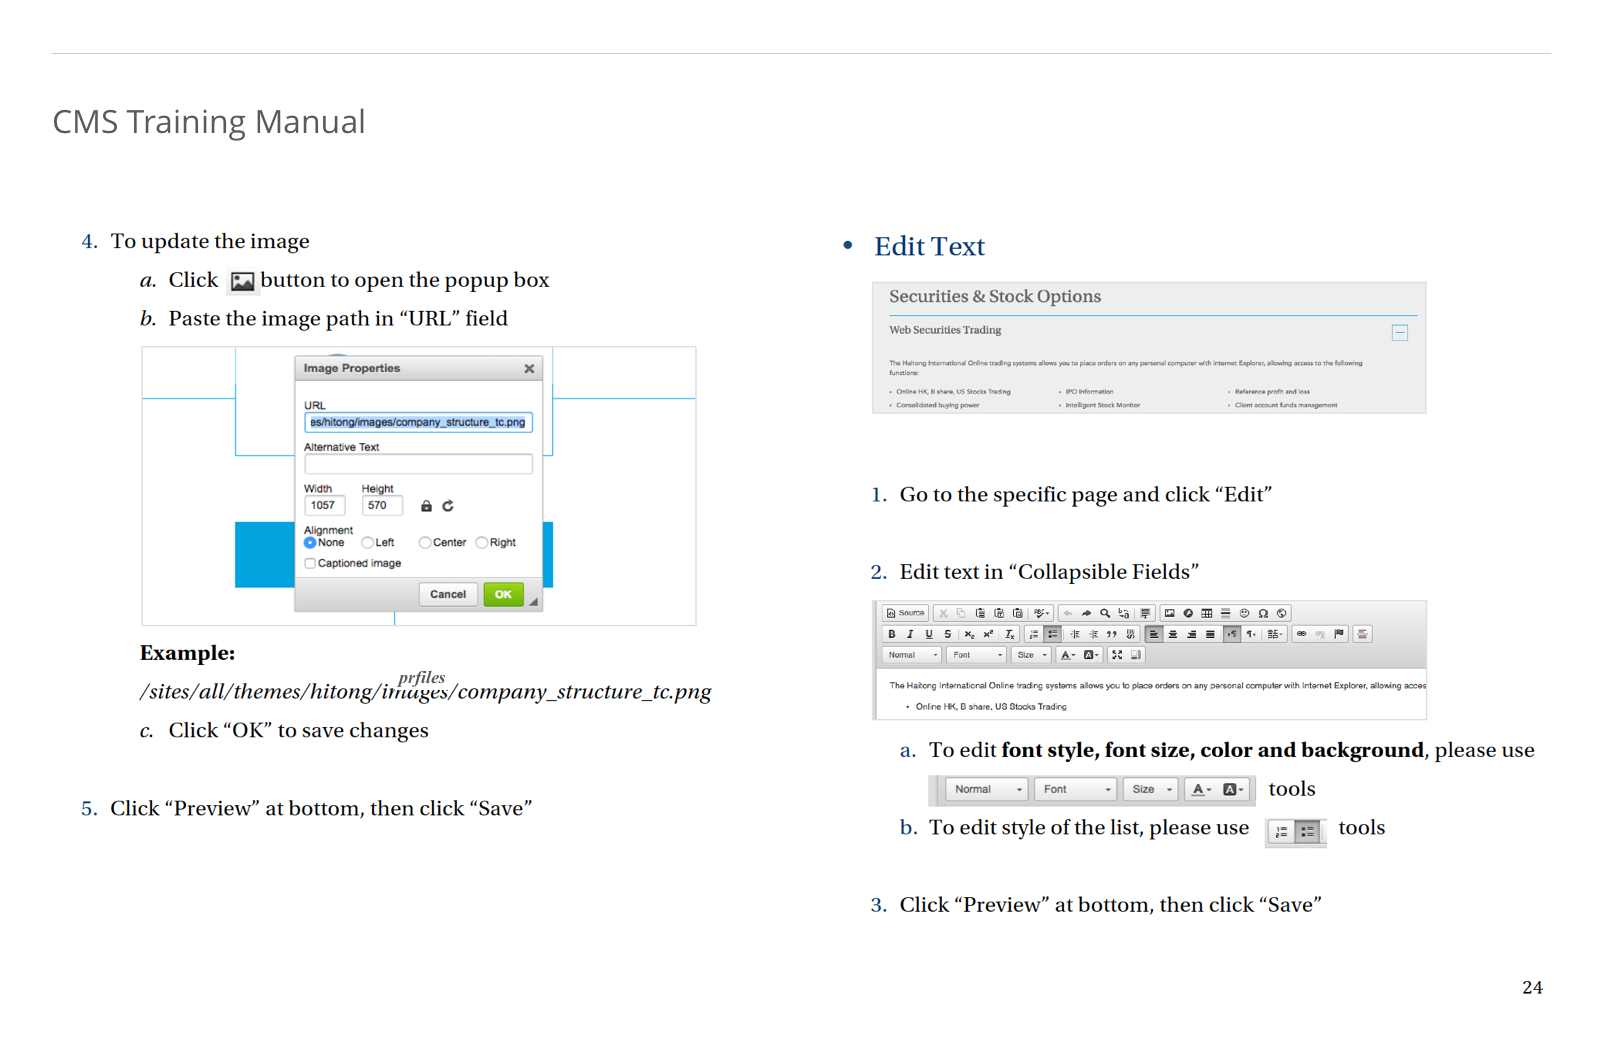 CMS Training Manual
4. To update the image
a. Click button to open the popup box
b. Paste the image path in “URL” field
Image Properties
URL
es/hitong/images/company_structure_tc.png
Alternative Text
Width Height
1057 570
Alignment
None Left Center Right
Captioned image
Cancel OK
Example:
prfiles
/sites/all/themes/hitong/images/company_structure_tc.png
c. Click “OK” to save changes
5. Click “Preview” at bottom, then click “Save”
• Edit Text
Securities & Stock Options
Web Securities Trading
The Haitong International Online trading systems allows you to place orders on any personal computer with Internet Explorer, allowing access to the following
functions:
• Online HK, B share, US Stocks Trading • IPO Information • Reference profit and loss
• Consolidated buying power • Intelligent Stock Monitor • Client account funds management
1. Go to the specific page and click “Edit”
2. Edit text in “Collapsible Fields”
Source
Normal Font Size
The Haitong International Online trading systems allows you to place orders on any personal computer with Internet Explorer, allowing acces
• Online HK, B share, US Stocks Trading
a. To edit font style, font size, color and background, please use
Normal Font Size A A tools
b. To edit style of the list, please use tools
3. Click “Preview” at bottom, then click “Save”
24